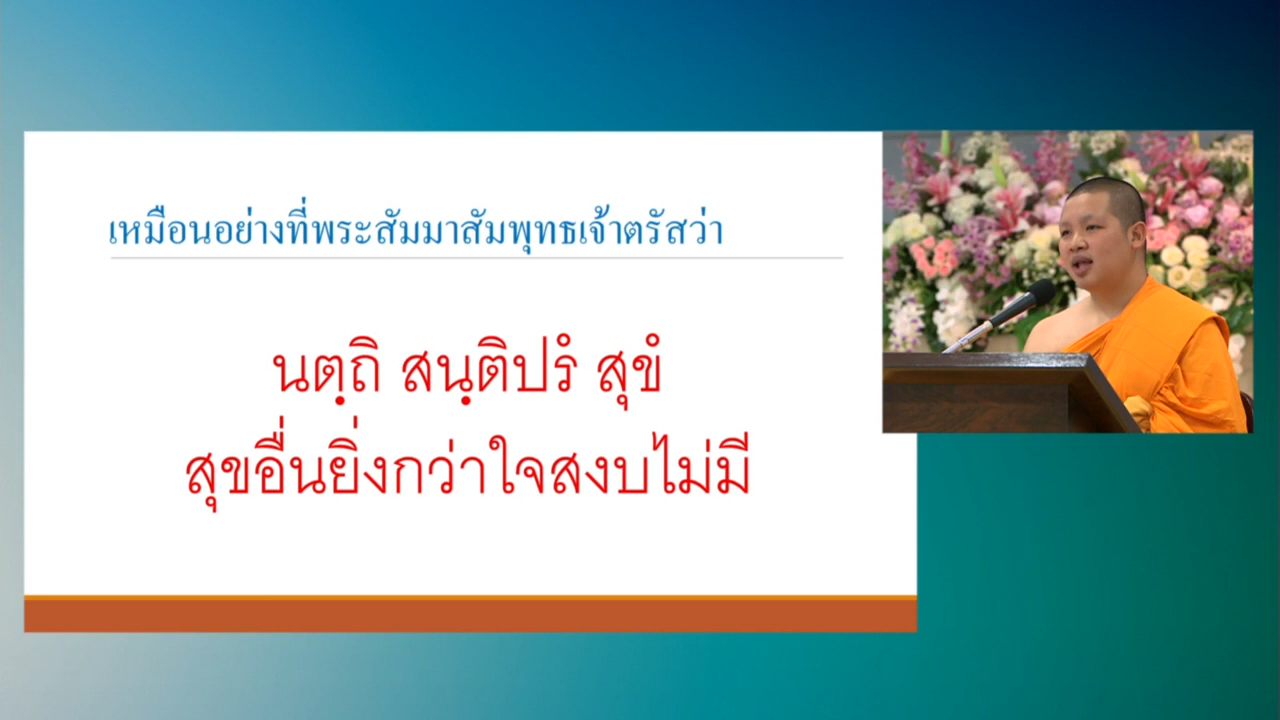 เหมือนอย่างที่พระสัมมาสัมพุทธเจ้าตรัสว่า
นตฺถิ สนฺติปรํ สุขํ
สุขอื่นยิ่งกว่าใจสงบไม่มี